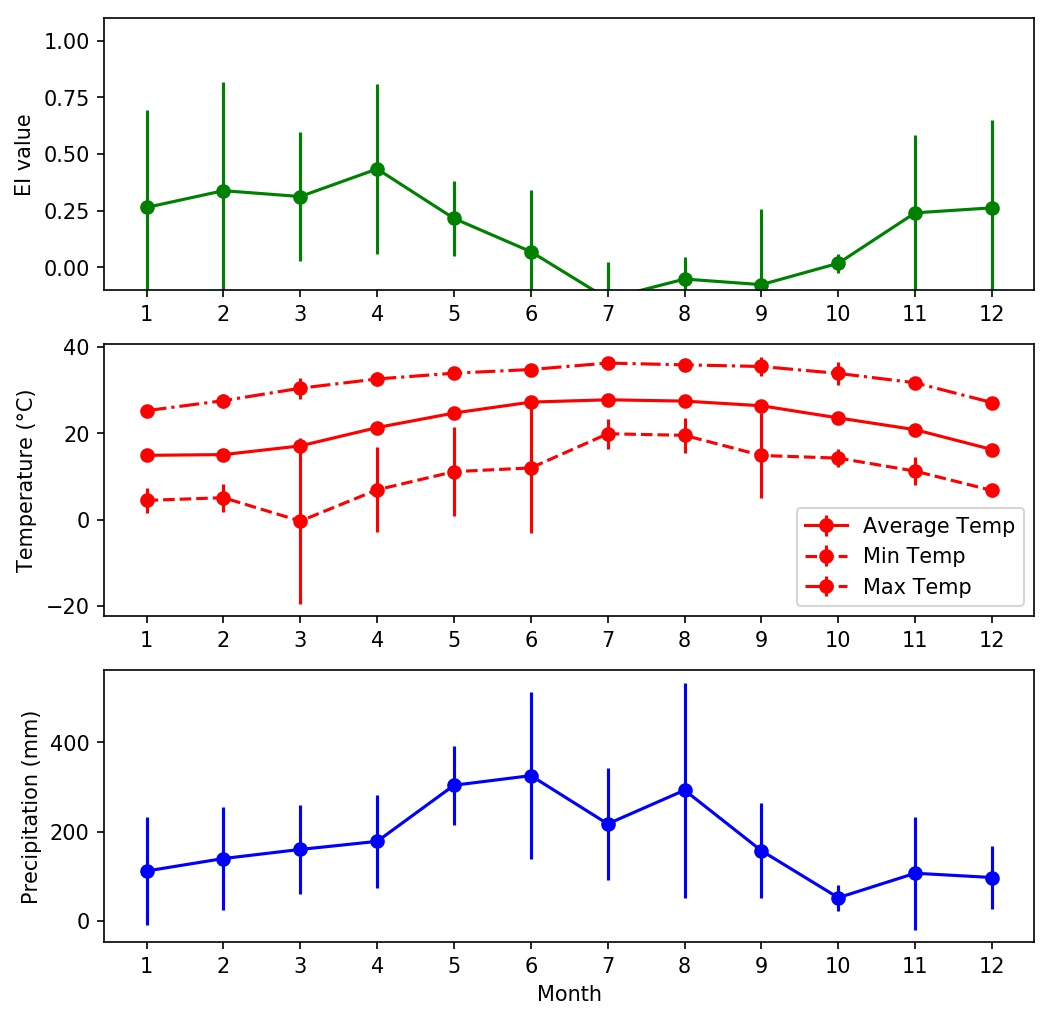 1.00
0.75
0.50
0.25
0.00
EI value
1 2 3 4 5 6 7 8 9 10 11 12
40
20
0
−20
Temperature (°C)
Average Temp
Min Temp
Max Temp
1 2 3 4 5 6 7 8 9 10 11 12
400
200
0
Precipitation (mm)
1 2 3 4 5 6 7 8 9 10 11 12
Month